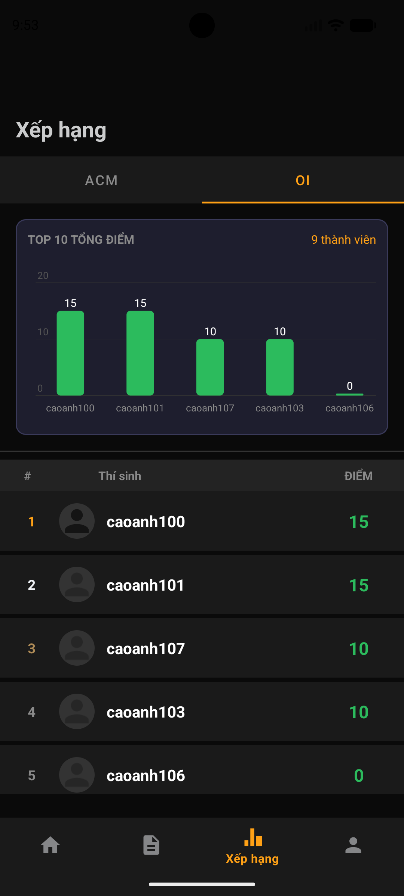 9:53
Xếp hạng
ACM OI
TOP 10 TỔNG ĐIỂM 9 thành viên
20
15 15
10 10 10
0 0
caoanh100 caoanh101 caoanh107 caoanh103 caoanh106
# Thí sinh ĐIỂM
1 caoanh100 15
2 caoanh101 15
3 caoanh107 10
4 caoanh103 10
5 caoanh106 0
Xếp hạng